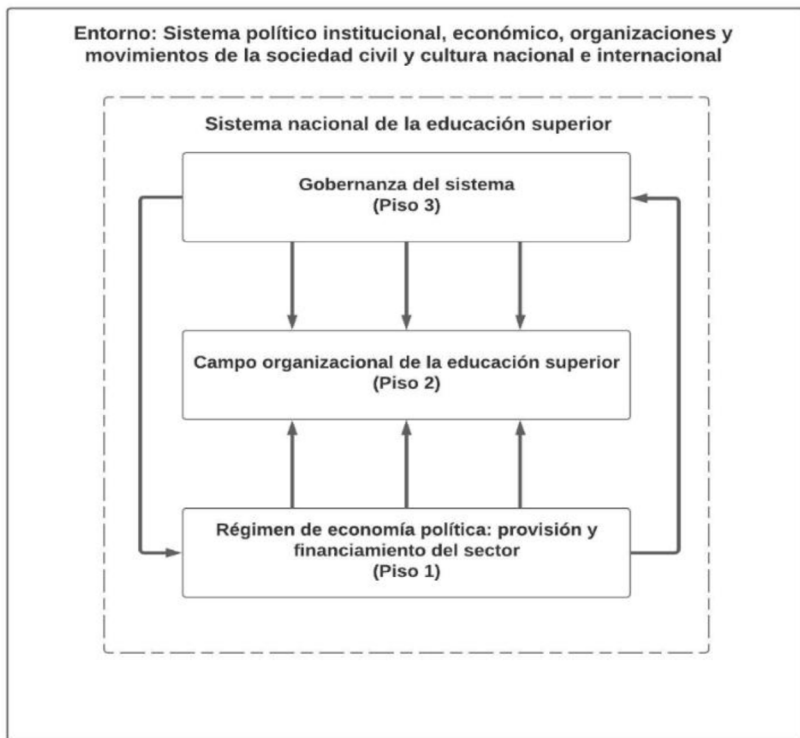 Entorno: Sistema político institucional, económico, organizaciones y
movimientos de la sociedad civil y cultura nacional e internacional
Sistema nacional de la educación superior
Gobernanza del sistema
(Piso 3)
Campo organizacional de la educación superior
(Piso 2)
Régimen de economía política: provisión y
financiamiento del sector
(Piso 1)